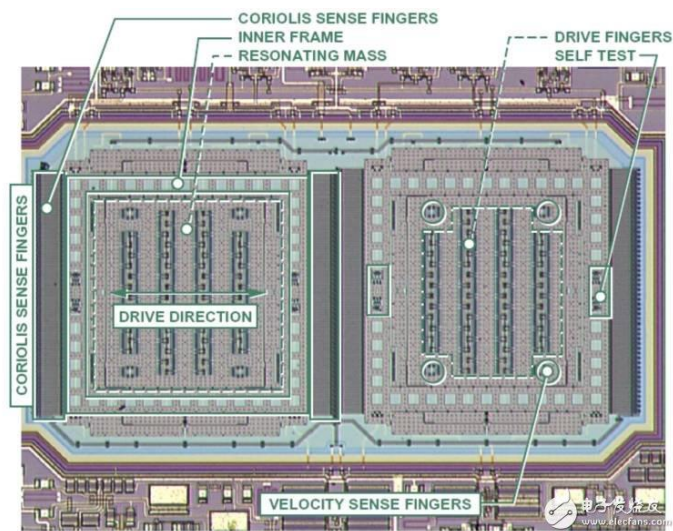 CORIOLIS SENSE FINGERS
INNER FRAME
RESONATING MASS
DRIVE FINGERS
SELF TEST
CORIOLIS SENSE FINGERS
DRIVE DIRECTION
VELOCITY SENSE FINGERS
电子发烧友
www.elecfans.com